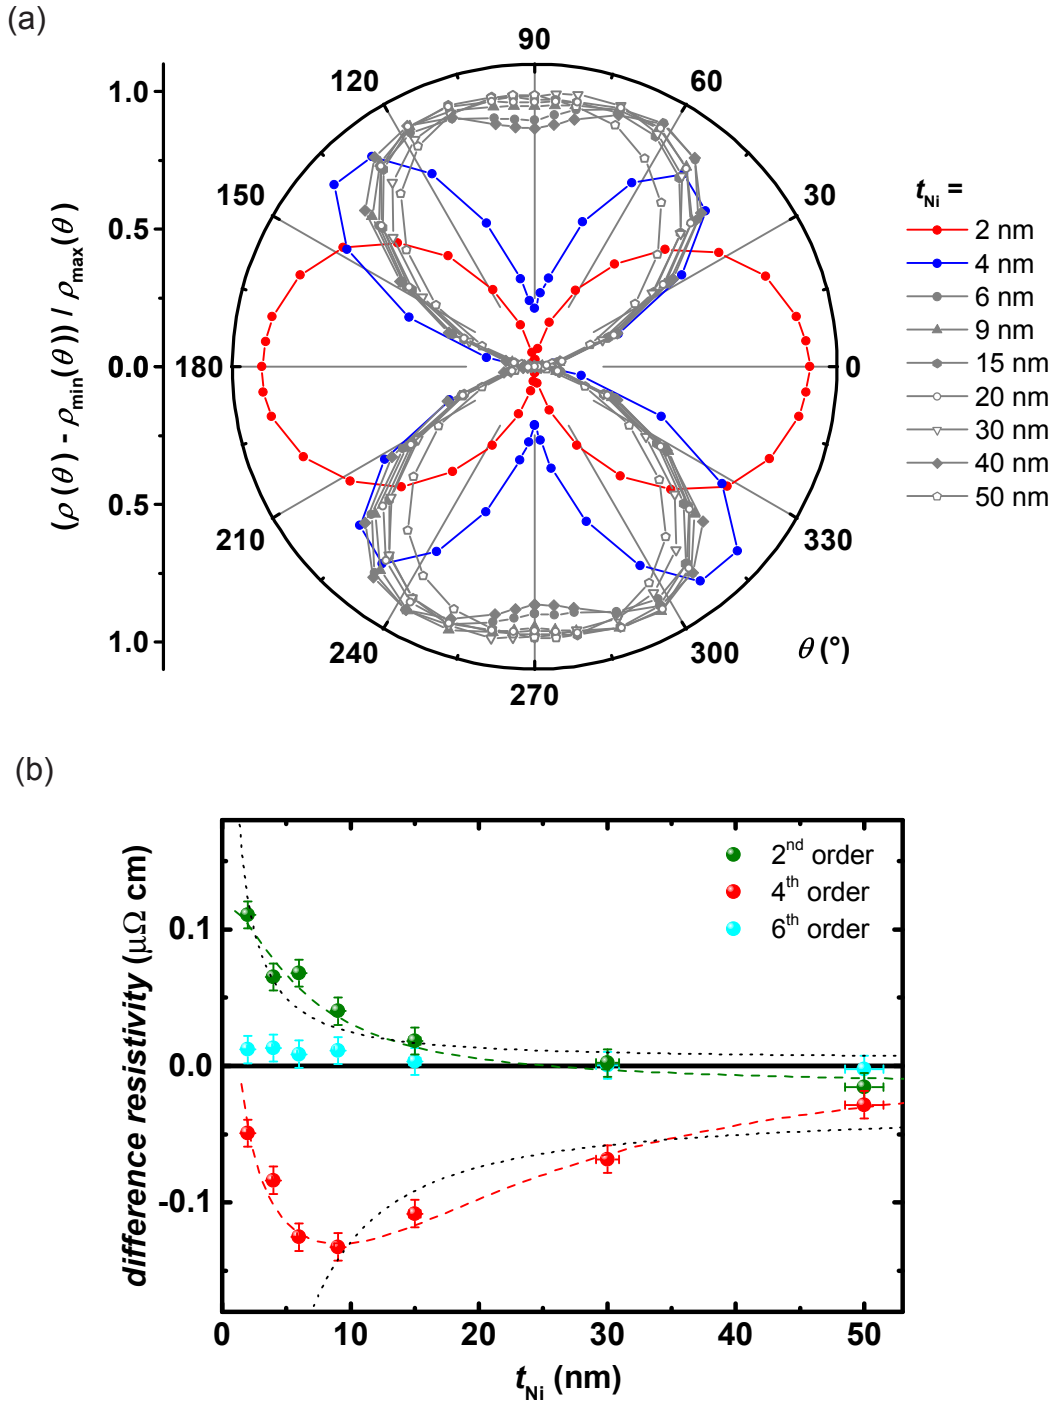 (a)
90
120
60
150
30
180
0
210
330
240
300
270
θ (°)
1.0
0.5
0.0
0.5
1.0
(ρ (θ) - ρmin(θ)) / ρmax(θ)
tNi =
2 nm
4 nm
6 nm
9 nm
15 nm
20 nm
30 nm
40 nm
50 nm
(b)
difference resistivity (μΩ cm)
0.1
0.0
-0.1
2nd order
4th order
6th order
0 10 20 30 40 50
tNi (nm)